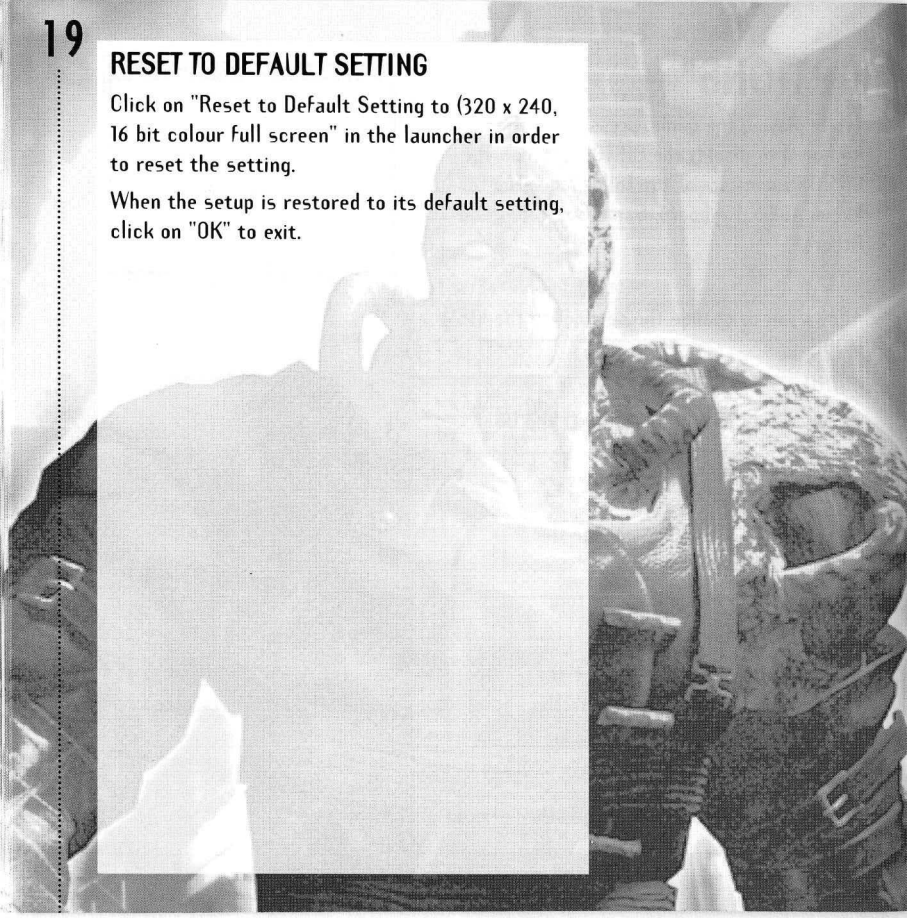 19
RESET TO DEFAULT SETTING
Click on "Reset to Default Setting to (320 x 240,
16 bit colour full screen" in the launcher in order
to reset the setting.
When the setup is restored to its default setting,
click on "OK" to exit.